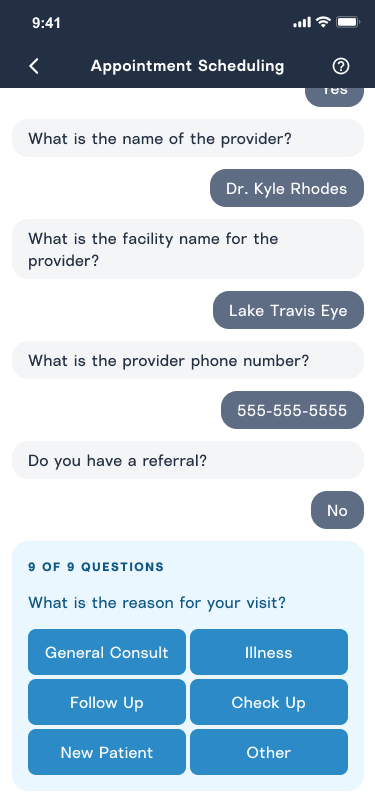 9:41
Appointment Scheduling
Yes
What is the name of the provider?
Dr. Kyle Rhodes
What is the facility name for the
provider?
Lake Travis Eye
What is the provider phone number?
555-555-5555
Do you have a referral?
No
9 OF 9 QUESTIONS
What is the reason for your visit?
General Consult
Illness
Follow Up
Check Up
New Patient
Other